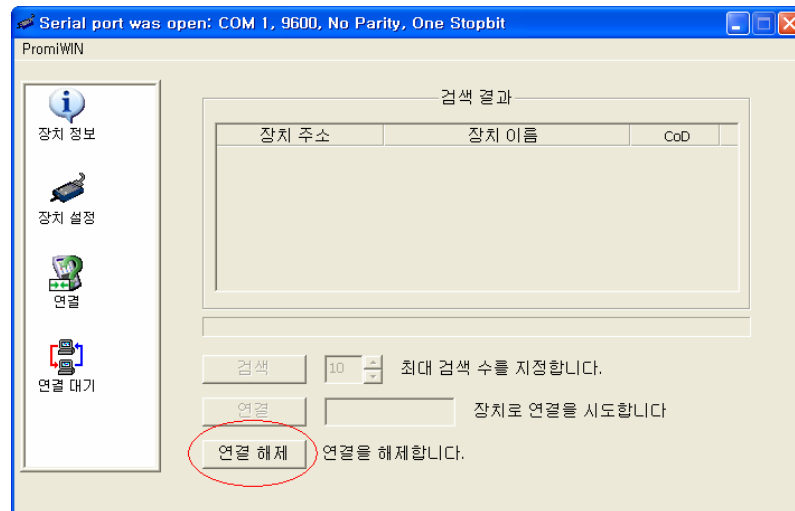 Serial port was open: COM 1, 9600, No Parity, One Stopbit
PromiWIN
장치 정보
장치 설정
연결
연결 대기
검색 결과
장치 주소 장치 이름 CoD
검색 10 최대 검색 수를 지정합니다.
연결 장치로 연결을 시도합니다
연결 해제 연결을 해제합니다.